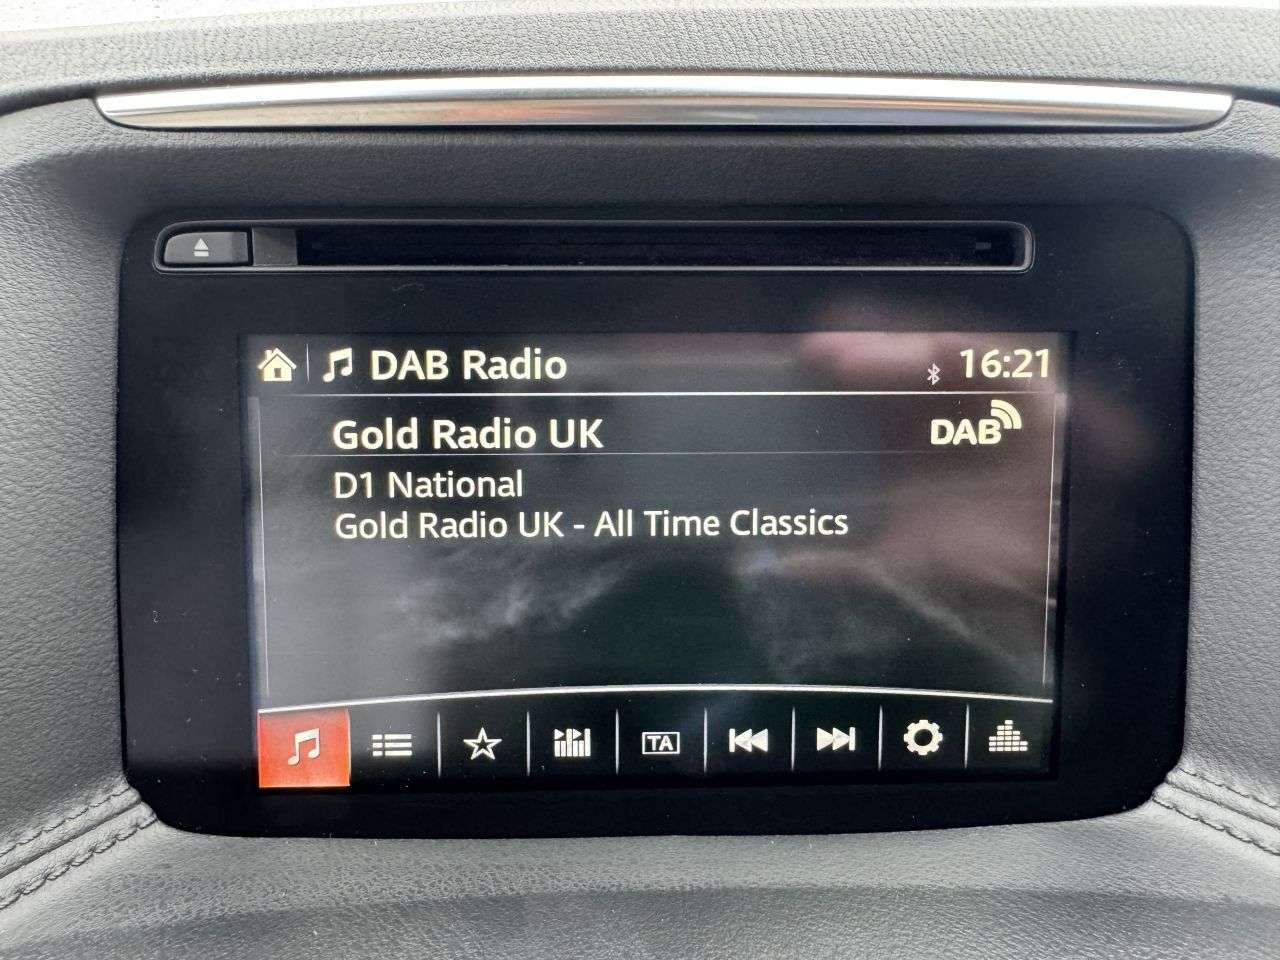 DAB Radio
16:21
Gold Radio UK
DAB
D1 National
Gold Radio UK - All Time Classics
TA